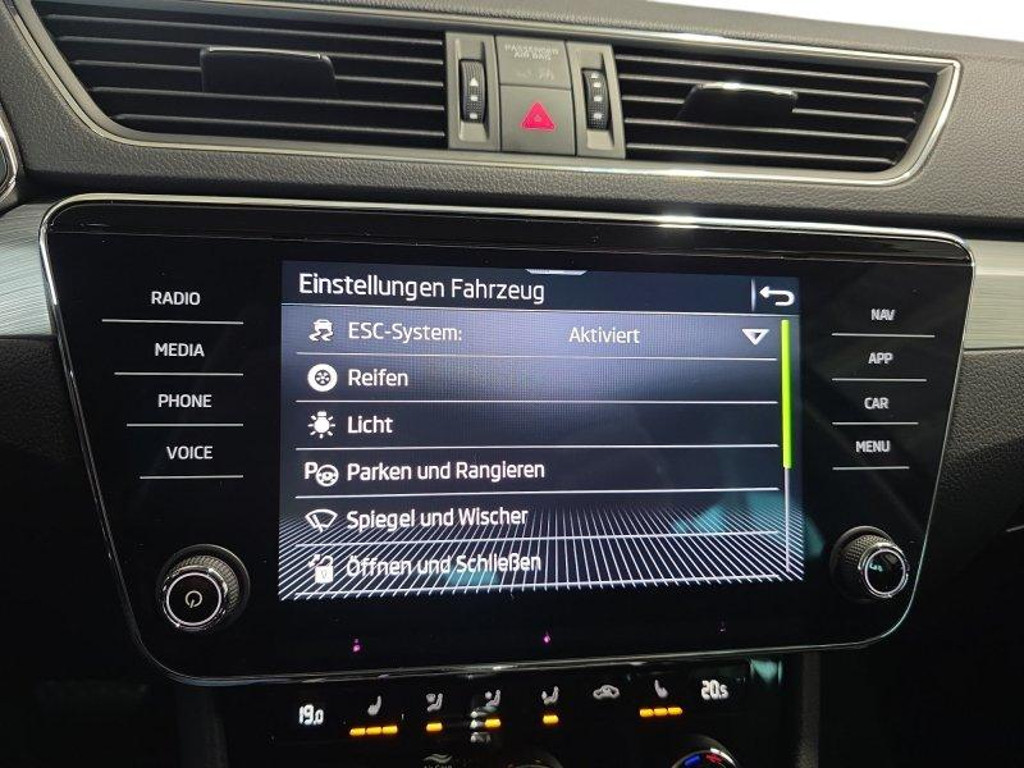 PASSENGER
AIR BAG
Einstellungen Fahrzeug
RADIO
MEDIA
PHONE
VOICE
ESC-System: Aktiviert
Reifen
Licht
P Parken und Rangieren
Spiegel und Wischer
Öffnen und Schließen
NAV
APP
CAR
MENU
19.0
20.5